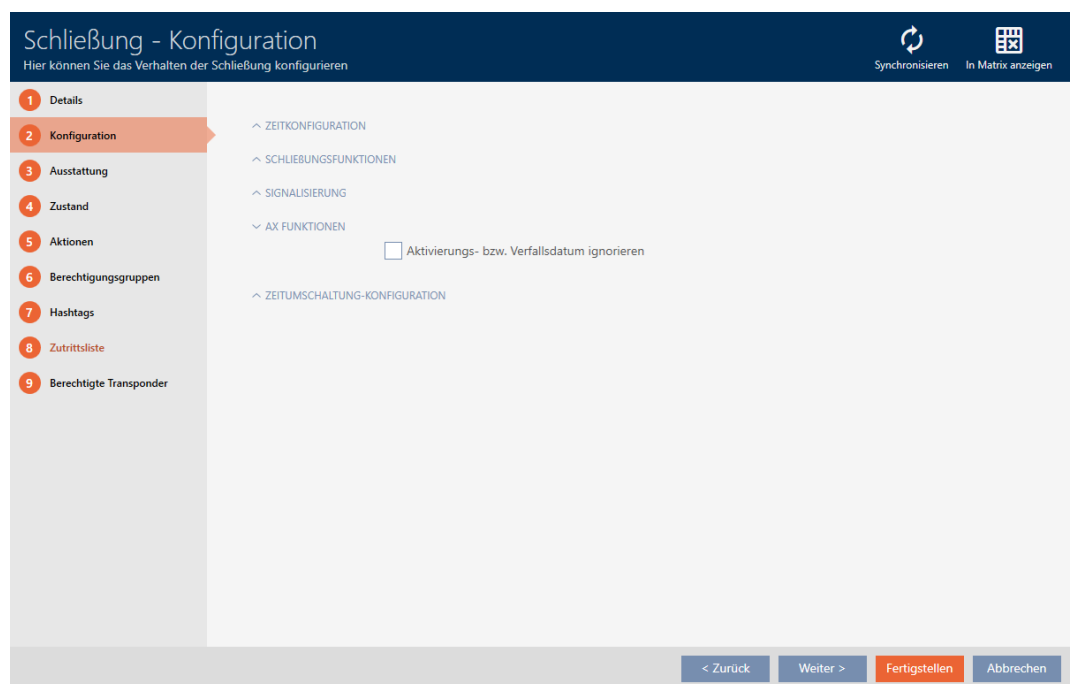 Schließung - Konfiguration
Hier können Sie das Verhalten der Schließung konfigurieren
Synchronisieren
In Matrix anzeigen
1 Details
2 Konfiguration
3 Ausstattung
4 Zustand
5 Aktionen
6 Berechtigungsgruppen
7 Hashtags
8 Zutrittsliste
9 Berechtigte Transponder
ZEITKONFIGURATION
SCHLIEßUNGSFUNKTIONEN
SIGNALISIERUNG
AX FUNKTIONEN
Aktivierungs- bzw. Verfallsdatum ignorieren
ZEITUMSCHALTUNG-KONFIGURATION
< Zurück
Weiter >
Fertigstellen
Abbrechen